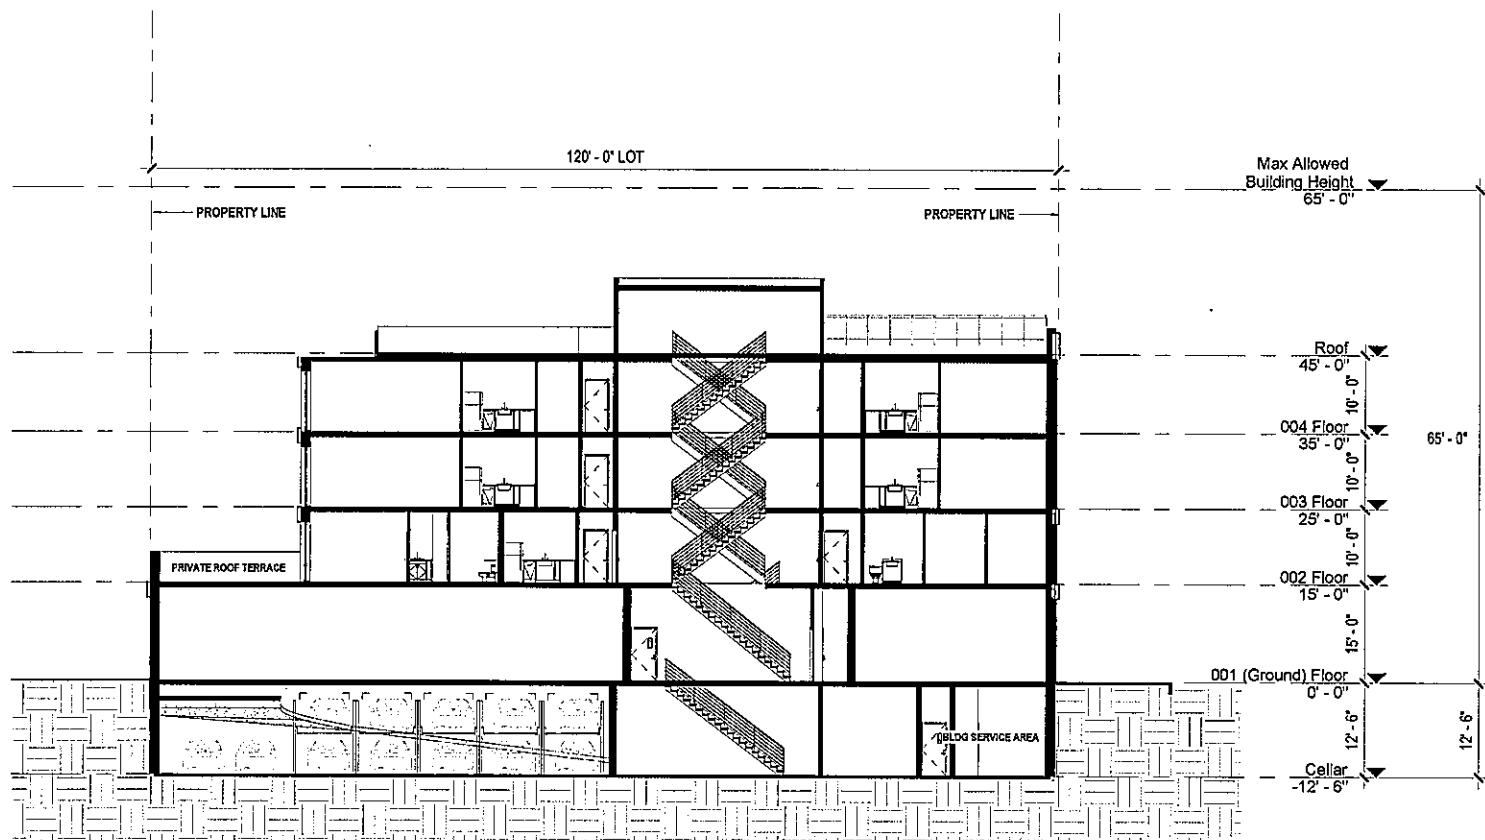 120' - 0" LOT
Max Allowed
Building Height
65' - 0"
PROPERTY LINE
PROPERTY LINE
Roof
45' - 0"
10' - 0"
004 Floor
35' - 0"
65' - 0"
10' - 0"
003 Floor
25' - 0"
10' - 0"
PRIVATE ROOF TERRACE
002 Floor
15' - 0"
15' - 0"
001 (Ground) Floor
0' - 0"
12' - 6"
12' - 6"
BLDG SERVICE AREA
Cellar
-12' - 6"